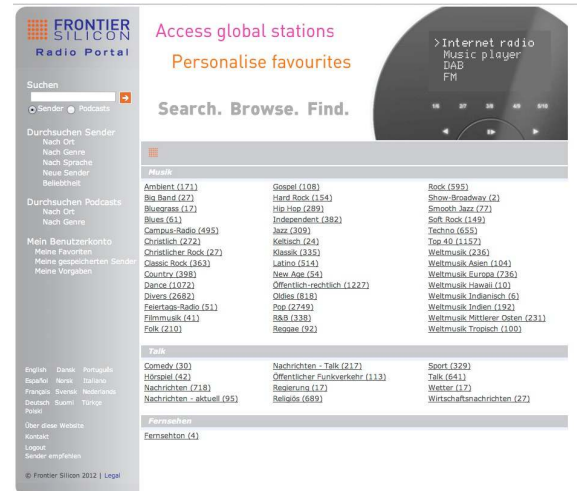 FRONTIER
SILICON
Radio Portal
Access global stations
Personalise favourites
Search. Browse. Find.
>Internet radio
Music player
DAB
FM
1/6 2/7 3/8 4/9 5/10
Suchen
Sender Podcasts
Durchsuchen Sender
Nach Ort
Nach Genre
Nach Sprache
Neue Sender
Beliebtheit
Durchsuchen Podcasts
Nach Ort
Nach Genre
Mein Benutzerkonto
Meine Favoriten
Meine gespeicherten Sender
Meine Vorgaben
English Dansk Português
Español Norsk Italiano
Français Svensk Nederlands
Deutsch Suomi Türkçe
Polski
Über diese Website
Kontakt
Logout
Sender empfehlen
© Frontier Silicon 2012 | Legal
Musik
Ambient (171) Gospel (108) Rock (595)
Big Band (27) Hard Rock (154) Show-Broadway (2)
Bluegrass (17) Hip Hop (289) Smooth Jazz (77)
Blues (61) Independent (382) Soft Rock (149)
Campus-Radio (495) Jazz (309) Techno (655)
Christlich (272) Keltisch (24) Top 40 (1157)
Christlicher Rock (27) Klassik (335) Weltmusik (236)
Classic Rock (363) Latino (514) Weltmusik Asien (104)
Country (398) New Age (54) Weltmusik Europa (736)
Dance (1072) Öffentlich-rechtlich (1227) Weltmusik Hawaii (10)
Divers (2682) Oldies (818) Weltmusik Indianisch (6)
Feiertags-Radio (51) Pop (2749) Weltmusik Indien (192)
Filmmusik (41) R&B (338) Weltmusik Mittlerer Osten (231)
Folk (210) Reggae (92) Weltmusik Tropisch (100)
Talk
Comedy (30) Nachrichten - Talk (217) Sport (329)
Hörspiel (42) Öffentlicher Funkverkehr (113) Talk (641)
Nachrichten (718) Regierung (17) Wetter (17)
Nachrichten - aktuell (95) Religiös (689) Wirtschaftsnachrichten (27)
Fernsehen
Fernsehton (4)